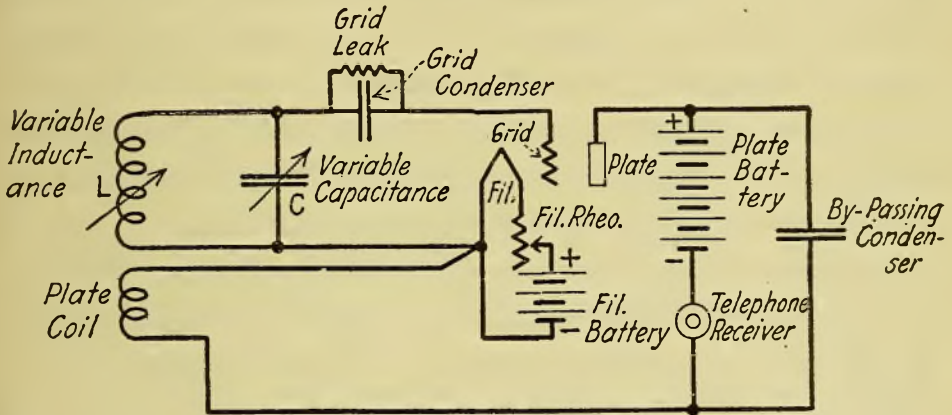 Grid
Leak
Grid
Condenser
Variable
Induct-
ance
L
Variable
Capacitance
C
Grid
Fil.
Fil. Rheo.
+
Fil.
Battery
-
Plate
+
Plate
Bat-
tery
-
Telephone
Receiver
By-Passing
Conden-
ser
Plate
Coil